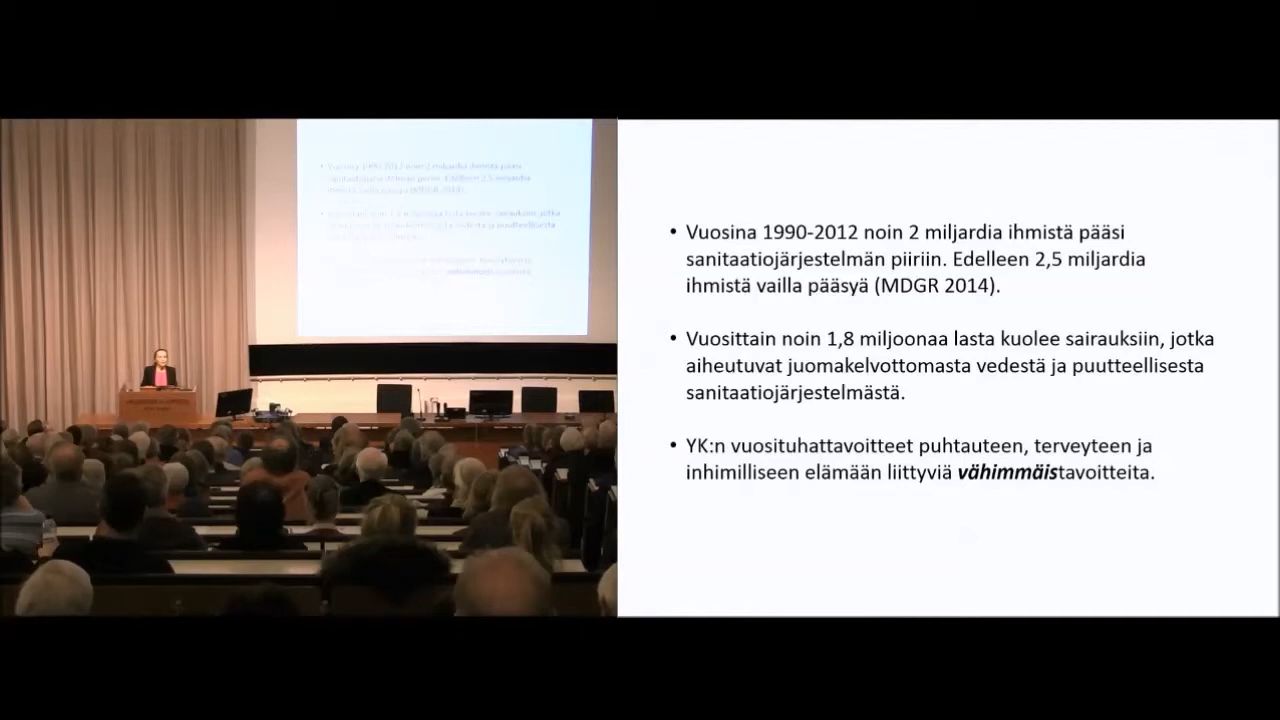 • Vuosina 1990-2012 noin 2 miljardia ihmistä pääsi
sanitaatiojärjestelmän piiriin. Edelleen 2,5 miljardia
ihmistä vailla pääsyä (MDGR 2014).
• Vuosittain noin 1,8 miljoonaa lasta kuolee sairauksiin, jotka
aiheutuvat juomakelvottomasta vedestä ja puutteellisesta
sanitaatiojärjestelmästä.
• YK:n vuosituhattavoitteet puhtauteen, terveyteen ja
inhimilliseen elämään liittyviä vähimmäistavoitteita.